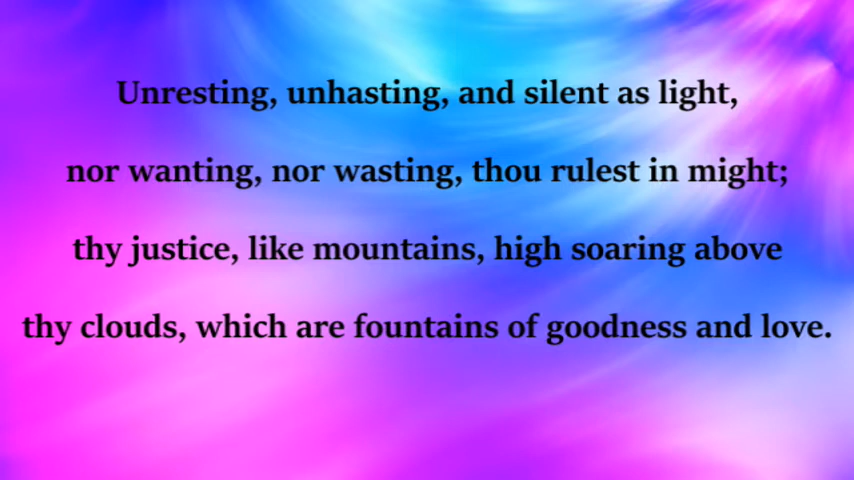 Unresting, unhasting, and silent as light,
nor wanting, nor wasting, thou rulest in might;
thy justice, like mountains, high soaring above
thy clouds, which are fountains of goodness and love.